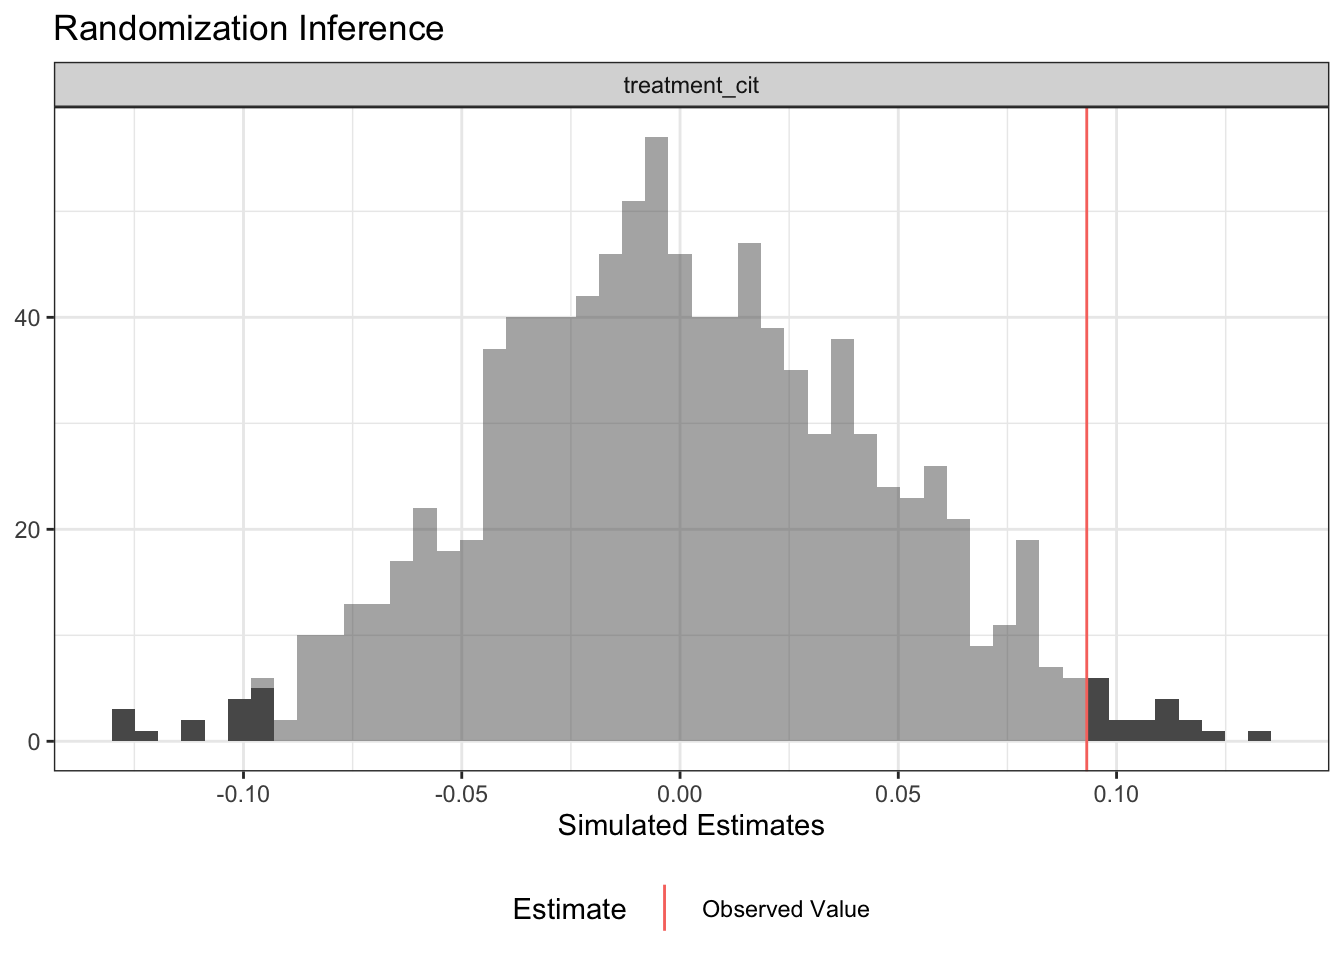 Randomization Inference
treatment_cit
40
20
0
-0.10 -0.05 0.00 0.05 0.10
Simulated Estimates
Estimate Observed Value